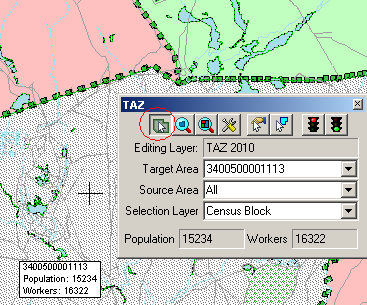 TAZ
Editing Layer: TAZ 2010
Target Area 3400500001113
Source Area All
Selection Layer Census Block
Population 15234 Workers 16322
3400500001113
Population: 15234
Workers: 16322